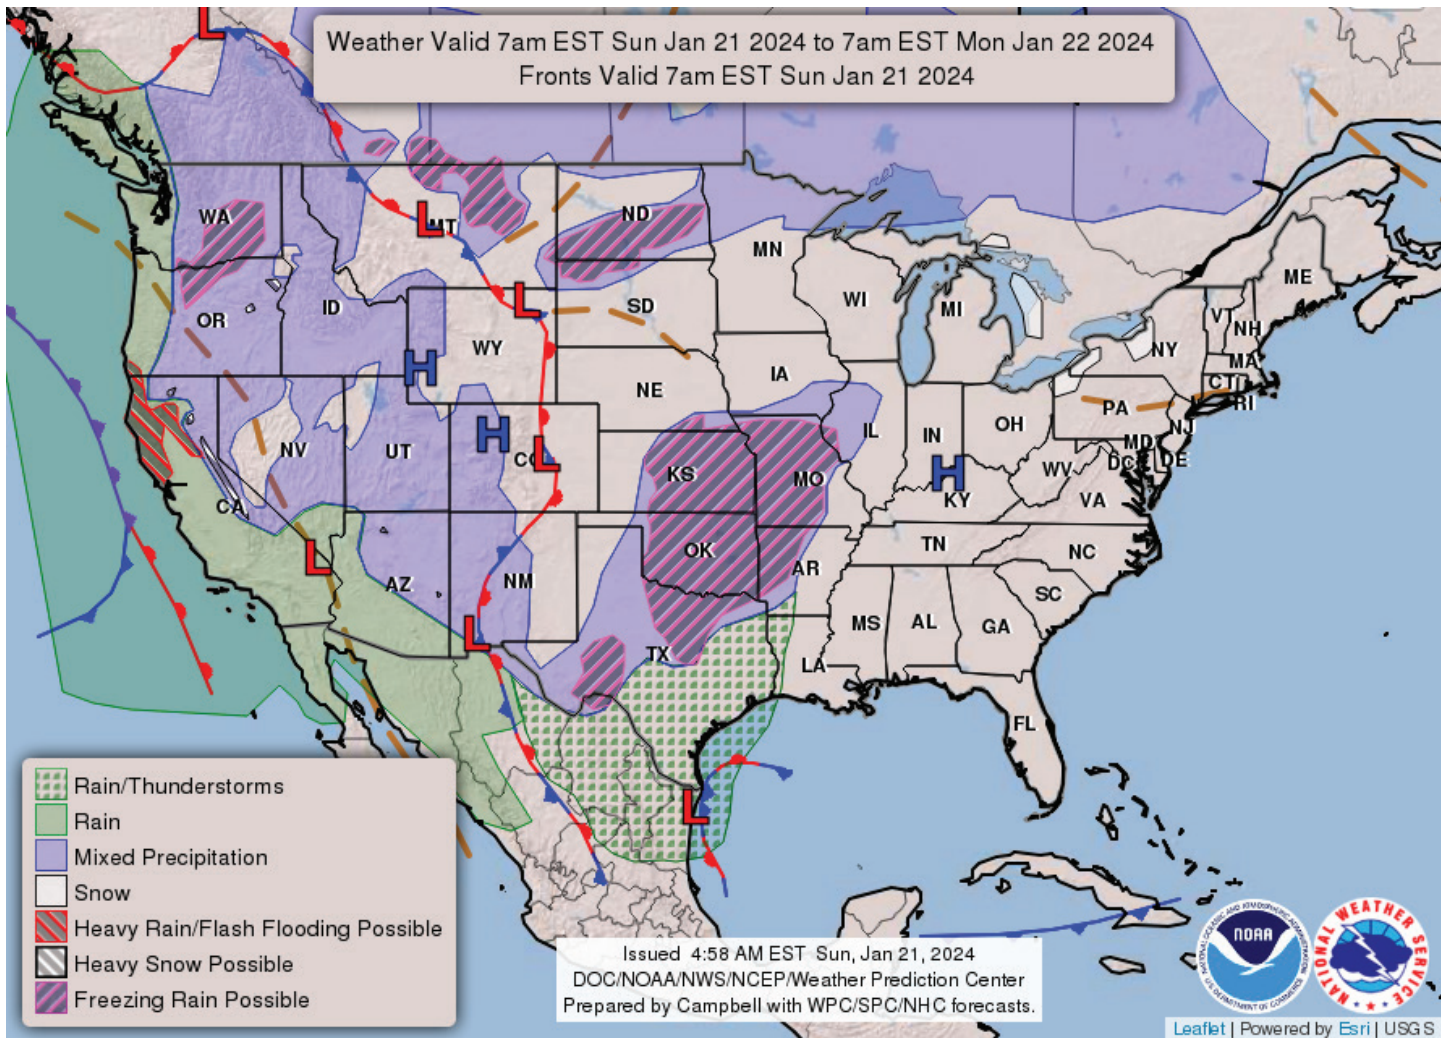 Weather Valid 7am EST Sun Jan 21 2024 to 7am EST Mon Jan 22 2024
Fronts Valid 7am EST Sun Jan 21 2024
L
L
MT
WA
ND
MN
ME
L
OR
ID
SD
WI
MI
VT
NH
WY
NY
MA
H
IA
CT
NE
RI
PA
H
L
CO
NV
UT
IL
IN
OH
NJ
MD
KS
MO
H
WV
DC
DE
KY
VA
CA
L
OK
TN
NC
AZ
NM
AR
SC
L
MS
AL
GA
TX
LA
FL
L
Rain/Thunderstorms
Rain
Mixed Precipitation
Snow
Heavy Rain/Flash Flooding Possible
Heavy Snow Possible
Freezing Rain Possible
Issued 4:58 AM EST Sun, Jan 21, 2024
DOC/NOAA/NWS/NCEP/Weather Prediction Center
Prepared by Campbell with WPC/SPC/NHC forecasts.
NOAA
NATIONAL WEATHER SERVICE
Leaflet | Powered by Esri | USGS